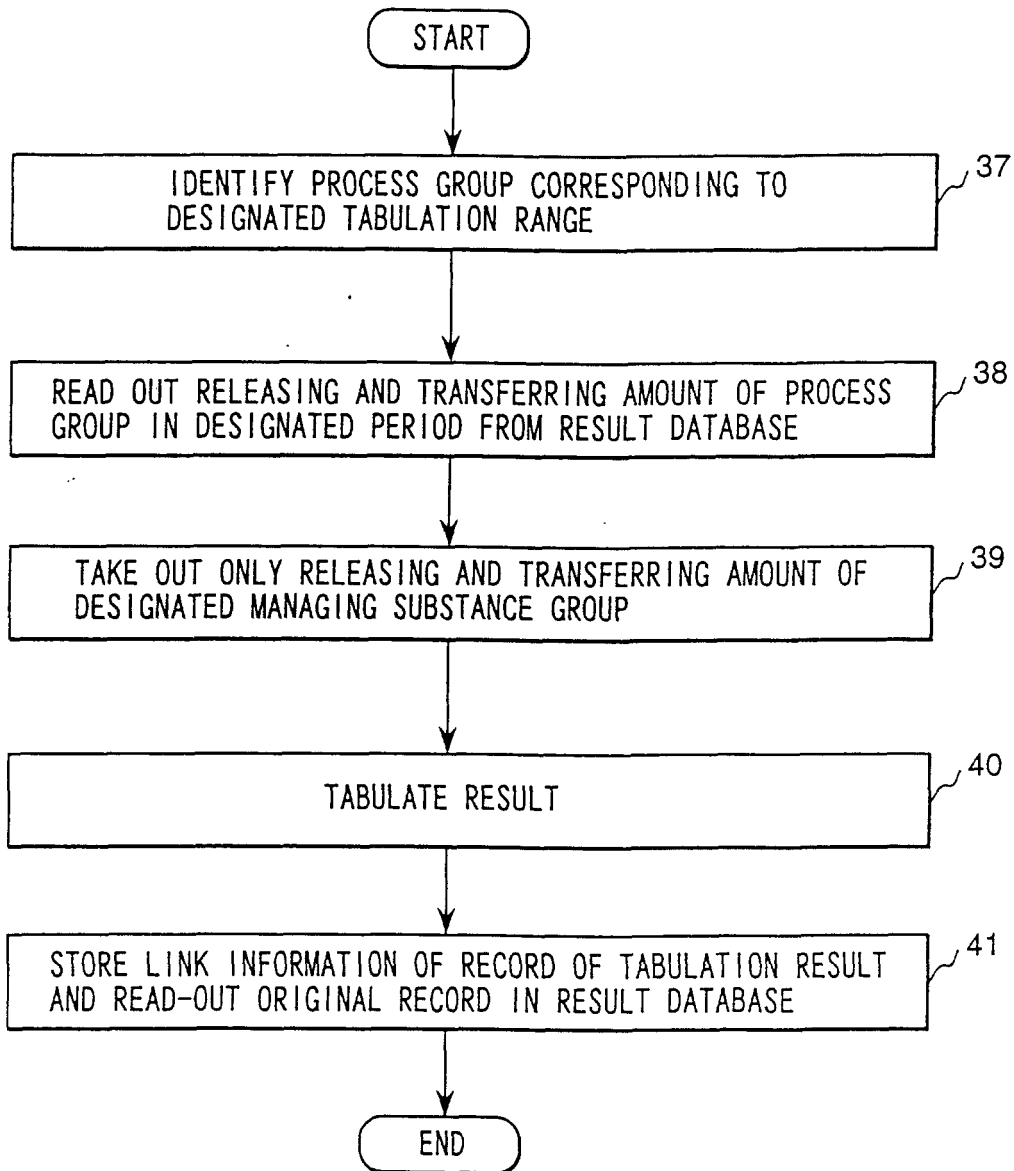 START
IDENTIFY PROCESS GROUP CORRESPONDING TO
DESIGNATED TABULATION RANGE
37
READ OUT RELEASING AND TRANSFERRING AMOUNT OF PROCESS
GROUP IN DESIGNATED PERIOD FROM RESULT DATABASE
38
TAKE OUT ONLY RELEASING AND TRANSFERRING AMOUNT OF
DESIGNATED MANAGING SUBSTANCE GROUP
39
TABULATE RESULT
40
STORE LINK INFORMATION OF RECORD OF TABULATION RESULT
AND READ-OUT ORIGINAL RECORD IN RESULT DATABASE
41
END